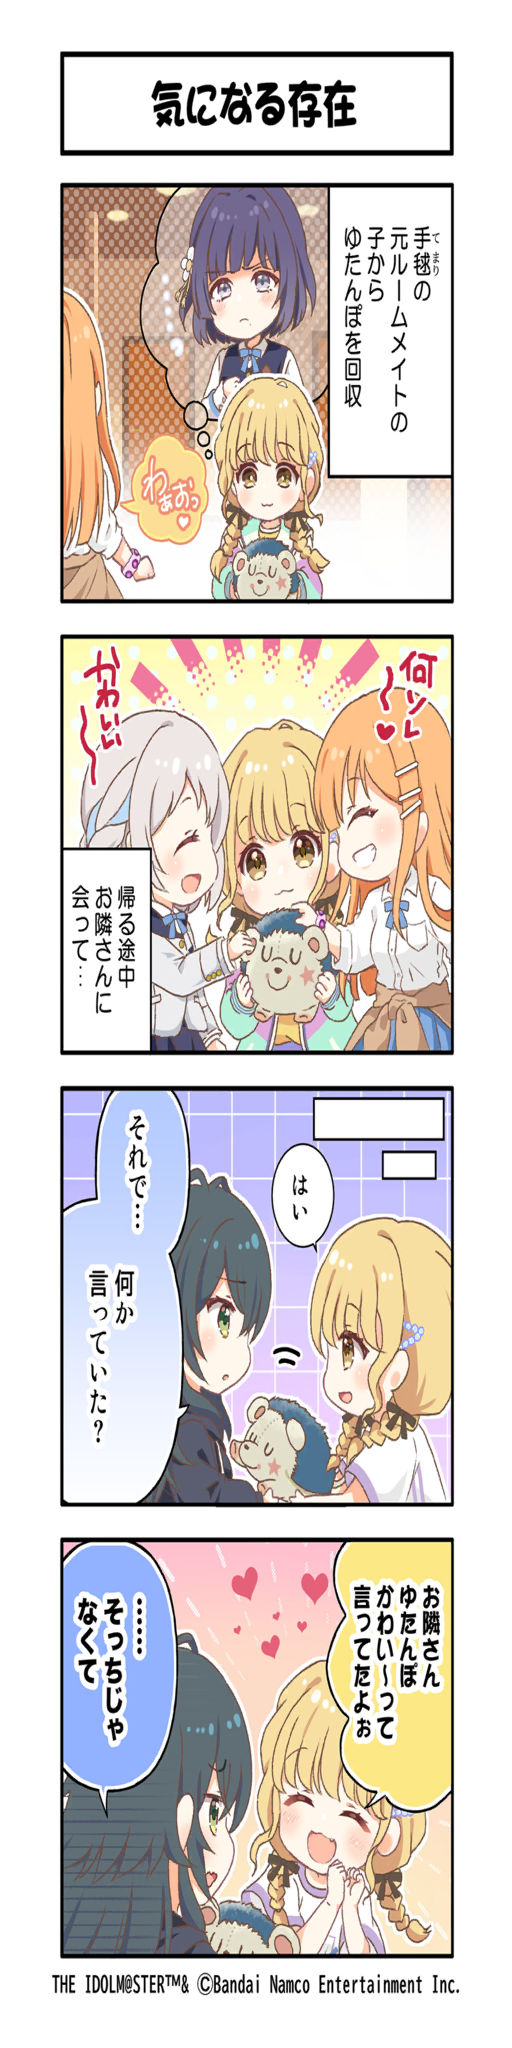 気になる存在
手毬の
てまり
元ルームメイトの
子から
ゆたんぽを回収
わぁおっ♡
何ソレ〜♥
かわいい〜
帰る途中
お隣さんに
会って…
はい
それで…
何か
言っていた?
お隣さん
ゆたんぽ
かわい〜って
言ってたよぉ
……
そっちじゃ
なくて
THE IDOLM@STER™& ©Bandai Namco Entertainment Inc.